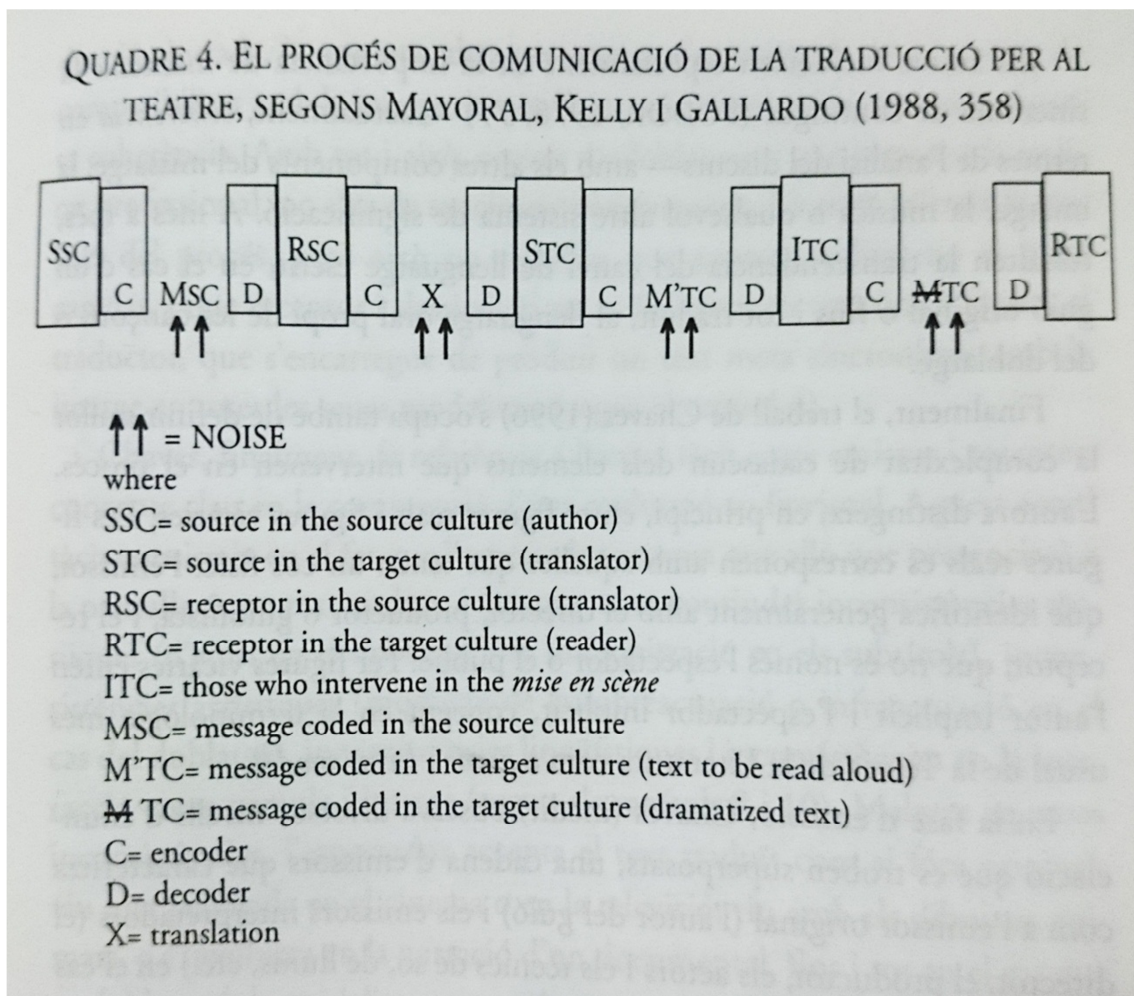 QUADRE 4. EL PROCÉS DE COMUNICACIÓ DE LA TRADUCCIÓ PER AL
TEATRE, SEGONS MAYORAL, KELLY I GALLARDO (1988, 358)
SSC RSC STC ITC RTC
C MSC D C X D C M'TC D C M̶TC D
= NOISE
where
SSC= source in the source culture (author)
STC= source in the target culture (translator)
RSC= receptor in the source culture (translator)
RTC= receptor in the target culture (reader)
ITC= those who intervene in the mise en scène
MSC= message coded in the source culture
M'TC= message coded in the target culture (text to be read aloud)
M̶ TC= message coded in the target culture (dramatized text)
C= encoder
D= decoder
X= translation